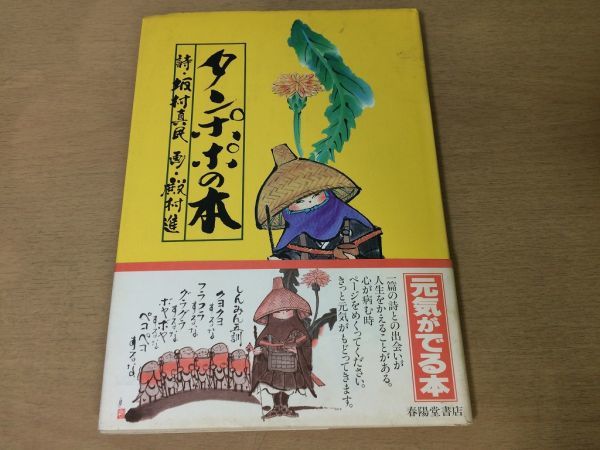 タンポポの本
詩・坂村真民　画・殿村進
元気がでる本
春陽堂書店
一篇の詩との出会いが
人生をかえることがある。
心が病む時
ページをめくってください。
きっと元気がもどってきます。
しんみん五訓
クヨクヨ
するな
フラフラ
するな
グラグラ
するな
ボヤボヤ
するな
ペコペコ
するな